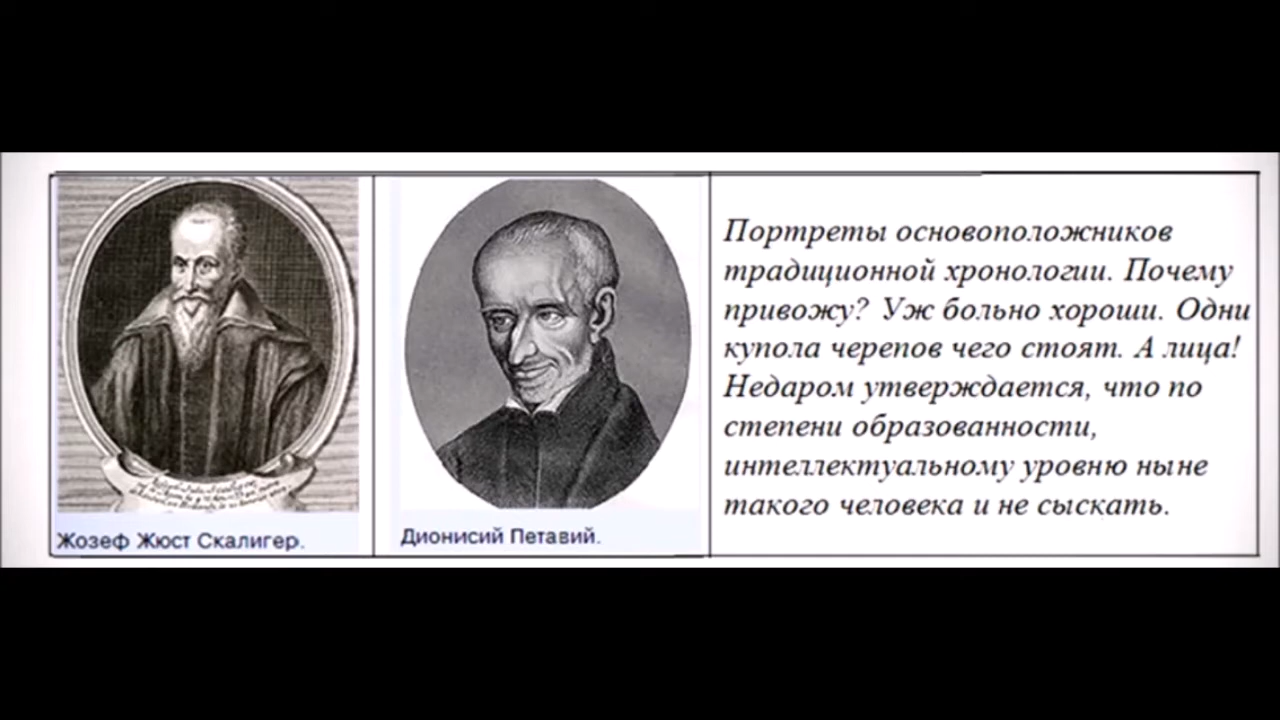 Жозеф Жюст Скалигер.
Дионисий Петавий.
Портреты основоположников
традиционной хронологии. Почему
привожу? Уж больно хороши. Одни
купола черепов чего стоят. А лица!
Недаром утверждается, что по
степени образованности,
интеллектуальному уровню ныне
такого человека и не сыскать.